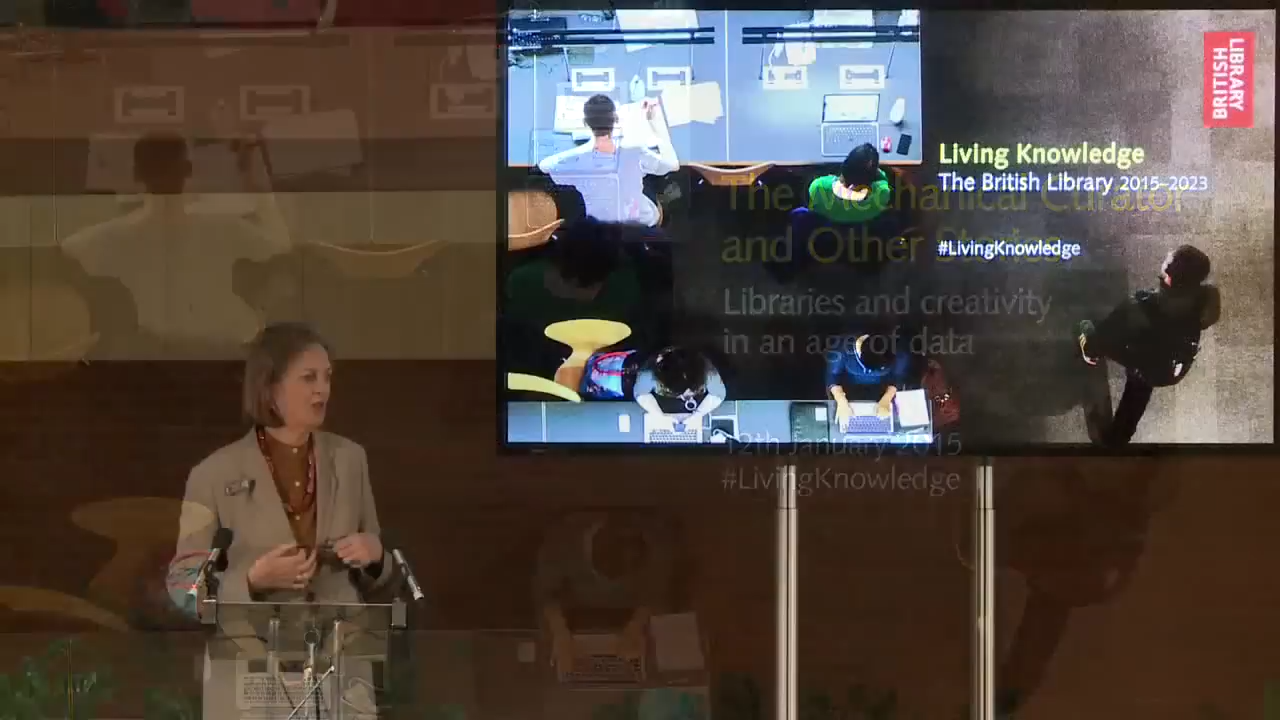 BRITISH
LIBRARY
Living Knowledge
The British Library 2015–2023
#LivingKnowledge
The Mechanical Curator
and Other Stories
Libraries and creativity
in an age of data
12th January 2015
#LivingKnowledge